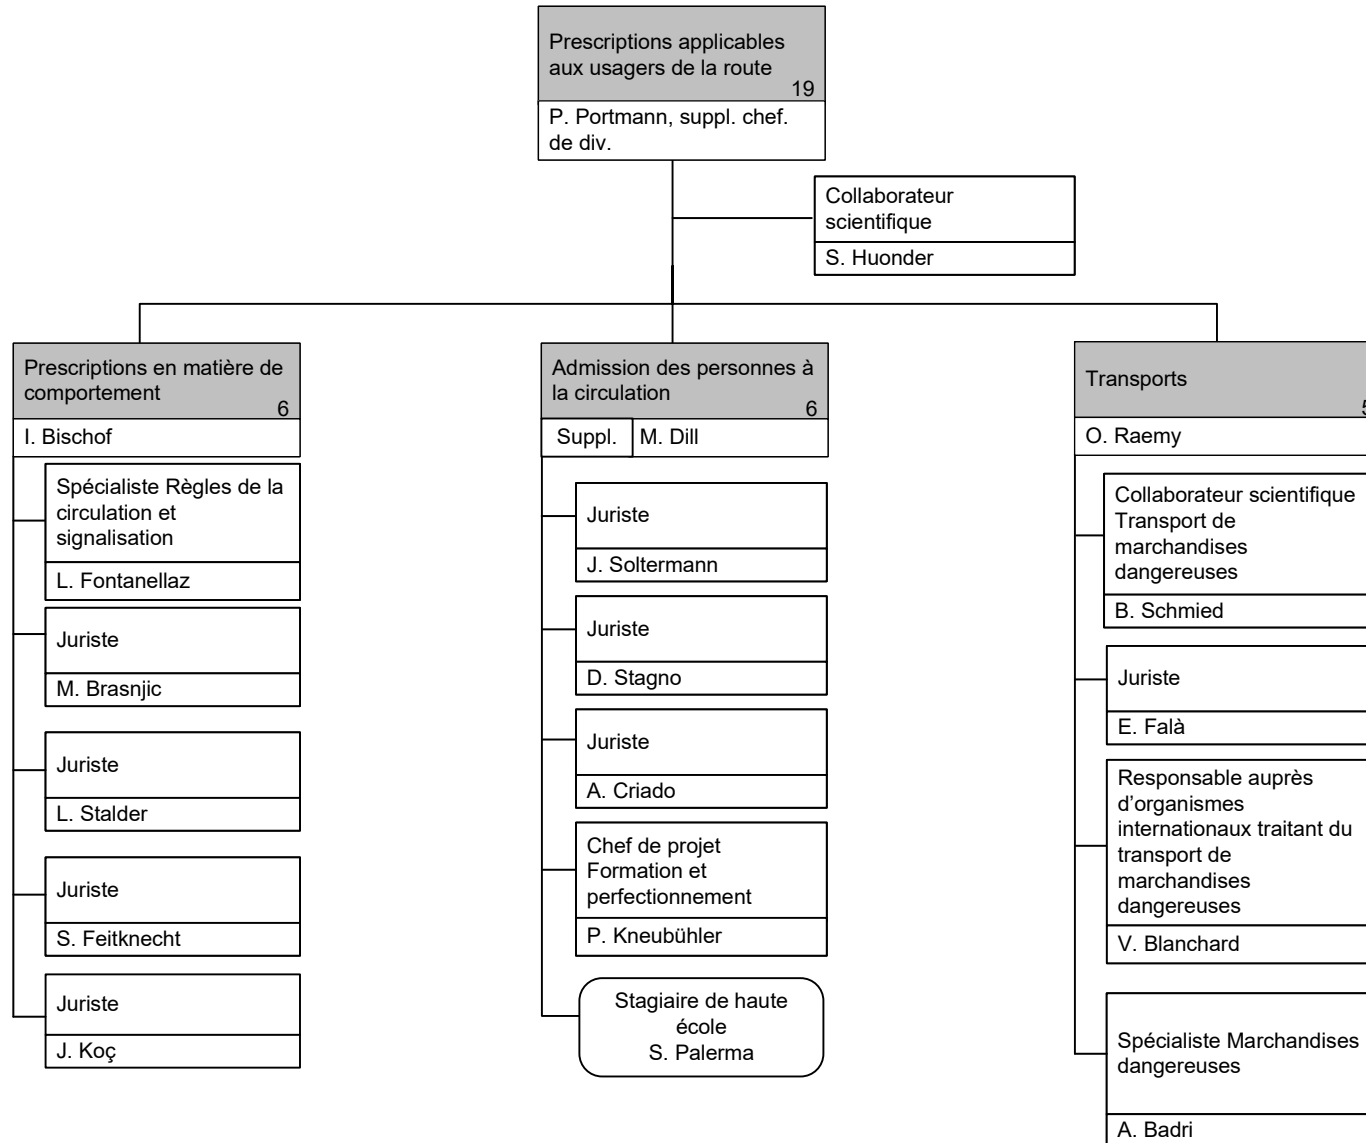 Prescriptions applicables
aux usagers de la route
19
P. Portmann, suppl. chef.
de div.
Collaborateur
scientifique
S. Huonder
Prescriptions en matière de
comportement
6
I. Bischof
Spécialiste Règles de la
circulation et
signalisation
L. Fontanellaz
Juriste
M. Brasnjic
Juriste
L. Stalder
Juriste
S. Feitknecht
Juriste
J. Koç
Admission des personnes à
la circulation
6
Suppl.
M. Dill
Juriste
J. Soltermann
Juriste
D. Stagno
Juriste
A. Criado
Chef de projet
Formation et
perfectionnement
P. Kneubühler
Stagiaire de haute
école
S. Palerma
Transports
5
O. Raemy
Collaborateur scientifique
Transport de
marchandises
dangereuses
B. Schmied
Juriste
E. Falà
Responsable auprès
d'organismes
internationaux traitant du
transport de
marchandises
dangereuses
V. Blanchard
Spécialiste Marchandises
dangereuses
A. Badri